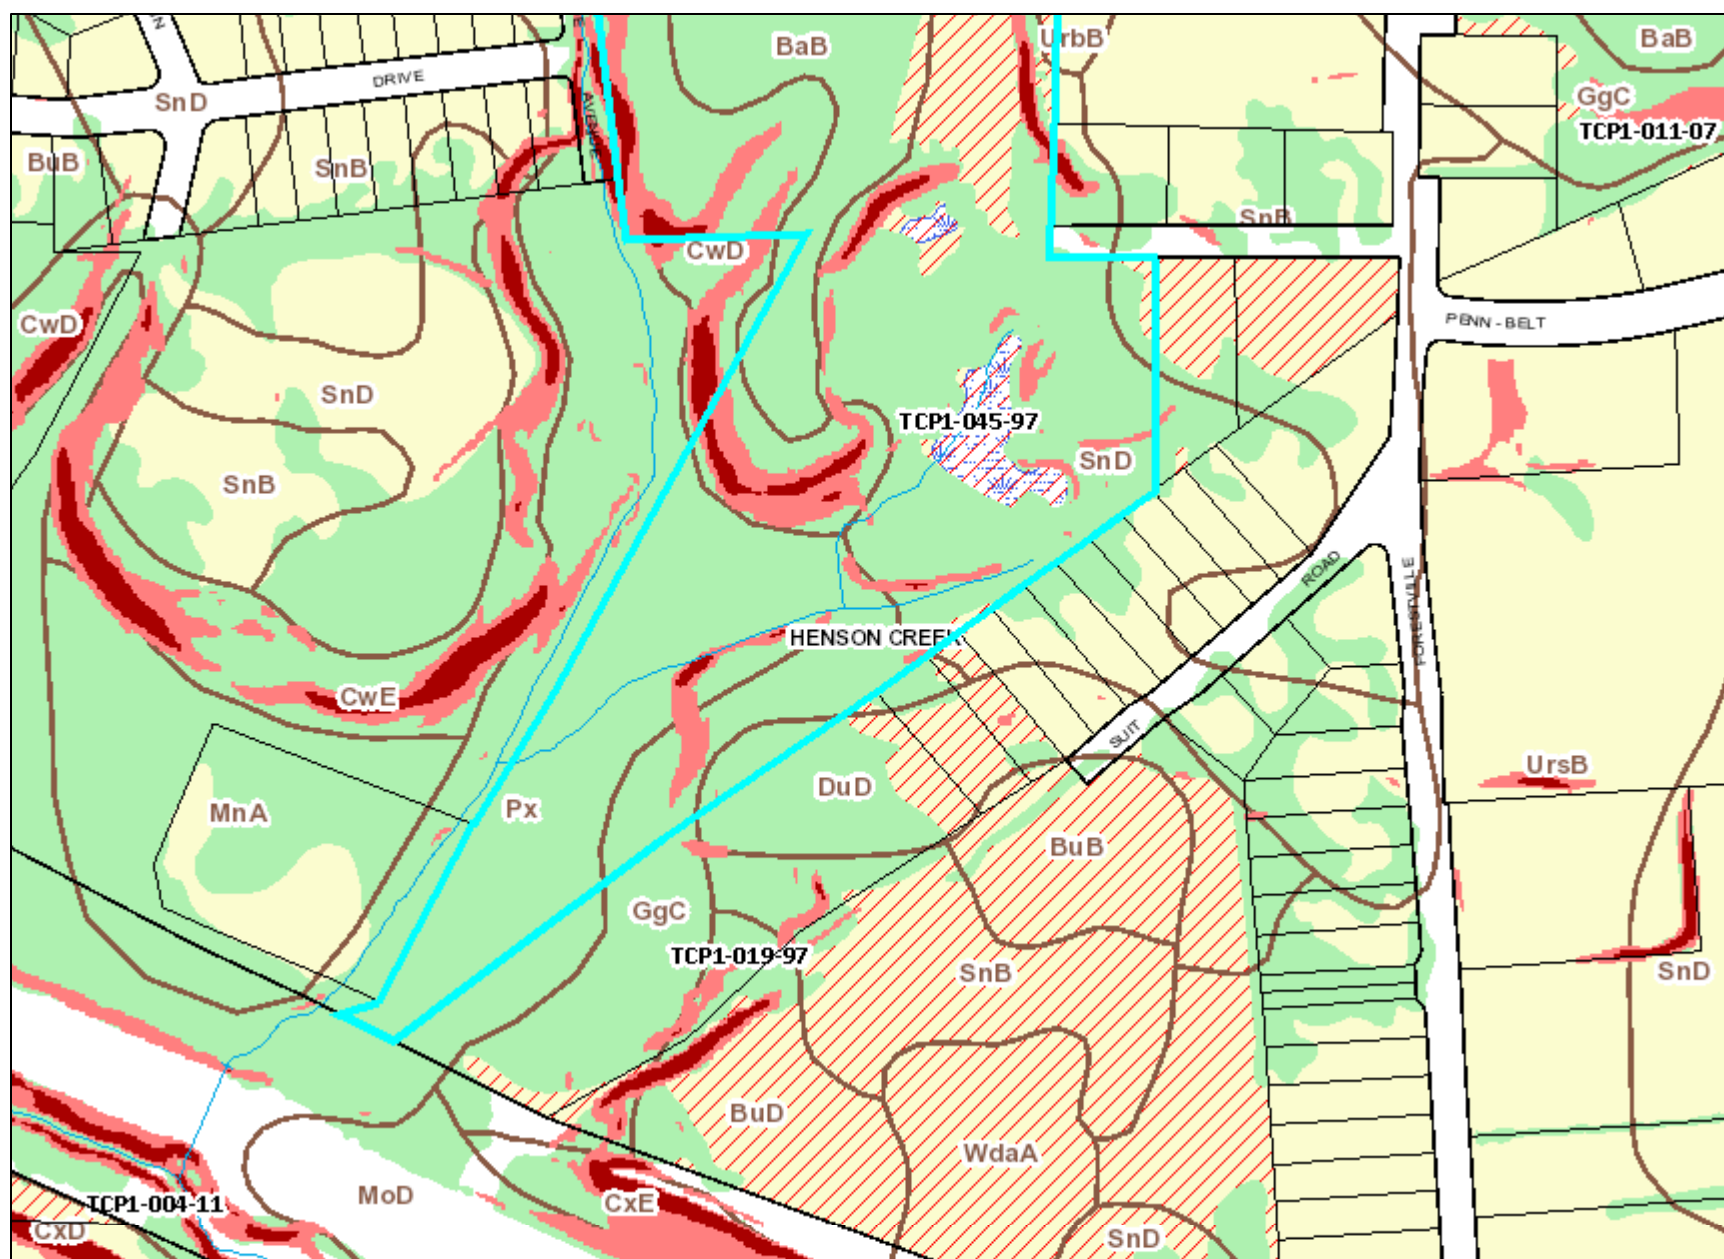 BaB
UrbB
BaB
DRIVE
SnD
GgC
AVENUE
TCP1-011-07
BuB
SnB
SnB
CwD
CwD
PENN-BELT
SnD
TCP1-045-97
SnD
SnB
ROAD
FORESTVILLE
HENSON CREEK
CwE
SUIT
UrsB
DuD
MnA
Px
BuB
GgC
TCP1-019-97
SnB
SnD
BuD
WdaA
MoD
CxE
TCP1-004-11
CxD
SnD